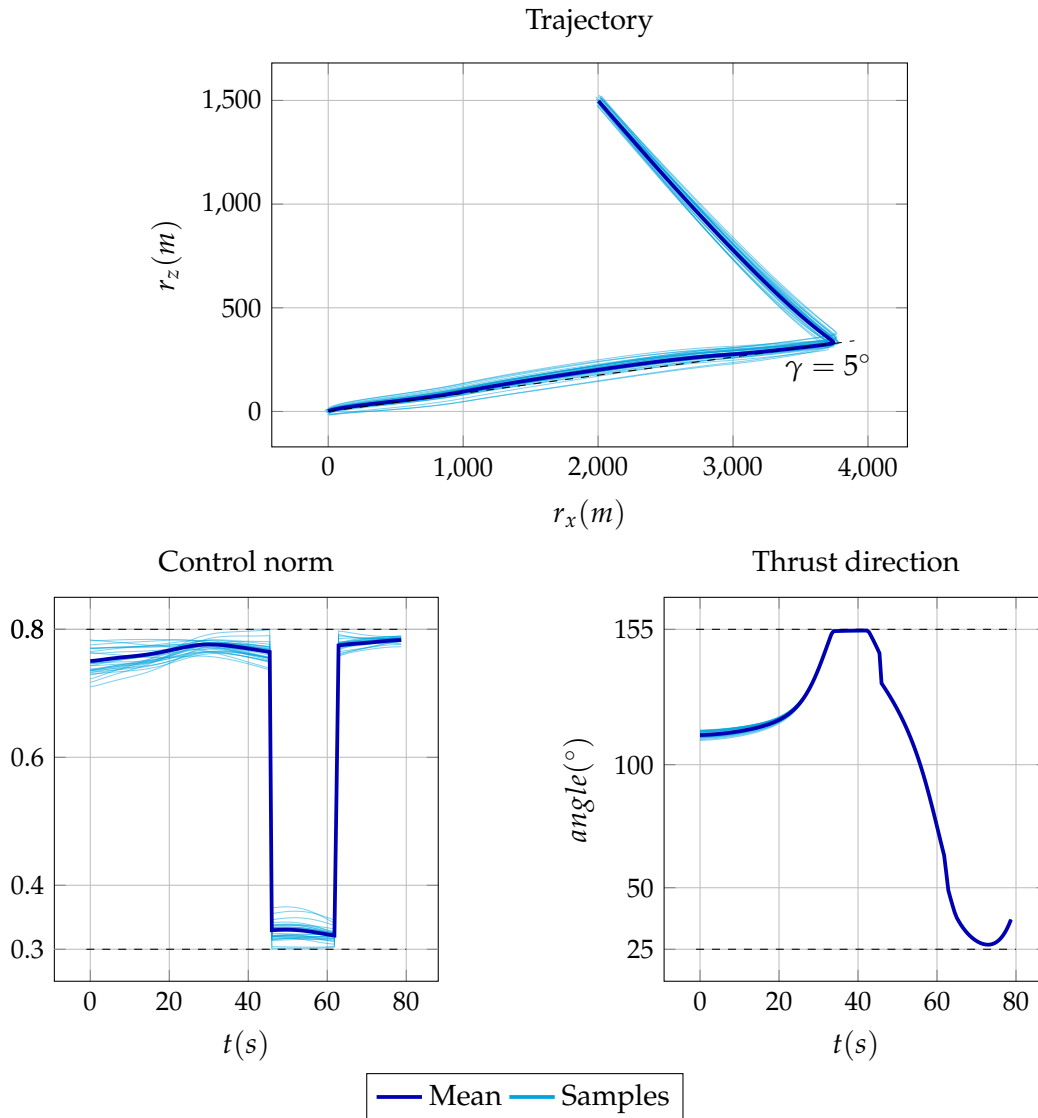 Trajectory
1,500
1,000
500
0
r_z(m)
γ = 5°
0 1,000 2,000 3,000 4,000
r_x(m)
Control norm
0.8
0.6
0.4
0.3
0 20 40 60 80
t(s)
Thrust direction
155
100
50
25
angle(°)
0 20 40 60 80
t(s)
Mean Samples